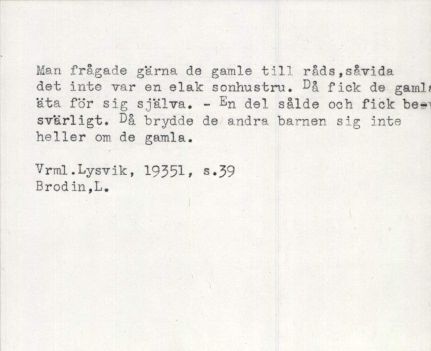 Man frågade gärna de gamle till råds,såvida
det inte var en elak sonhustru. Då fick de gamla
äta för sig själva. - En del sålde och fick be-
svärligt. Då brydde de andra barnen sig inte
heller om de gamla.

Vrml.Lysvik, 19351, s.39
Brodin,L.